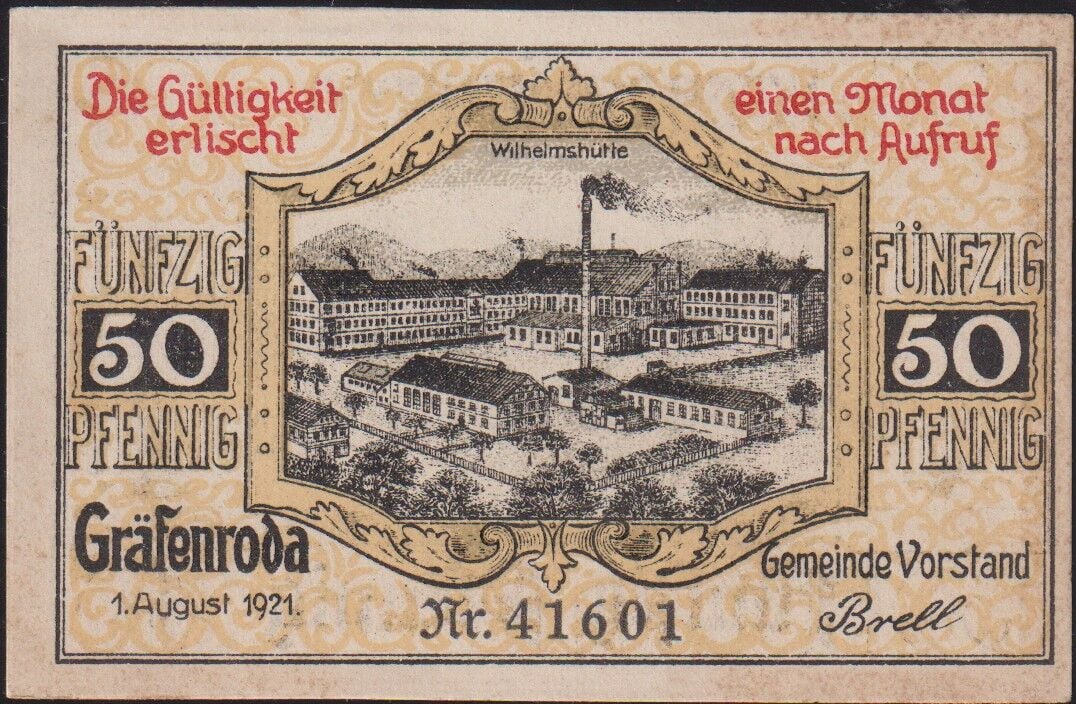 Die Gültigkeit
erlischt
einen Monat
nach Aufruf
Wilhelmshütte
FÜNFZIG
50
PFENNIG
FÜNFZIG
50
PFENNIG
Gräfenroda
1. August 1921.
Nr. 41601
Gemeinde Vorstand
Brell